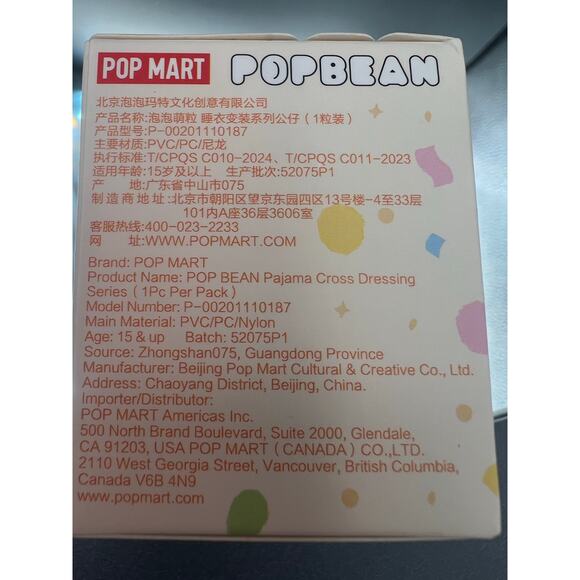 POP MART POPBEAN
北京泡泡玛特文化创意有限公司
产品名称:泡泡萌粒 睡衣变装系列公仔（1粒装）
产品型号:P-00201110187
主要材质:PVC/PC/尼龙
执行标准:T/CPQS C010-2024、T/CPQS C011-2023
适用年龄:15岁及以上 生产批次:52075P1
产 地:广东省中山市075
制造商地址:北京市朝阳区望京东园四区13号楼-4至33层
101内A座36层3606室
客服热线:400-023-2233
网 址:WWW.POPMART.COM
Brand: POP MART
Product Name: POP BEAN Pajama Cross Dressing
Series（1Pc Per Pack）
Model Number: P-00201110187
Main Material: PVC/PC/Nylon
Age: 15 & up Batch: 52075P1
Source: Zhongshan075, Guangdong Province
Manufacturer: Beijing Pop Mart Cultural & Creative Co., Ltd.
Address: Chaoyang District, Beijing, China.
Importer/Distributor:
POP MART Americas Inc.
500 North Brand Boulevard, Suite 2000, Glendale,
CA 91203, USA POP MART（CANADA）CO.,LTD.
2110 West Georgia Street, Vancouver, British Columbia,
Canada V6B 4N9
www.popmart.com